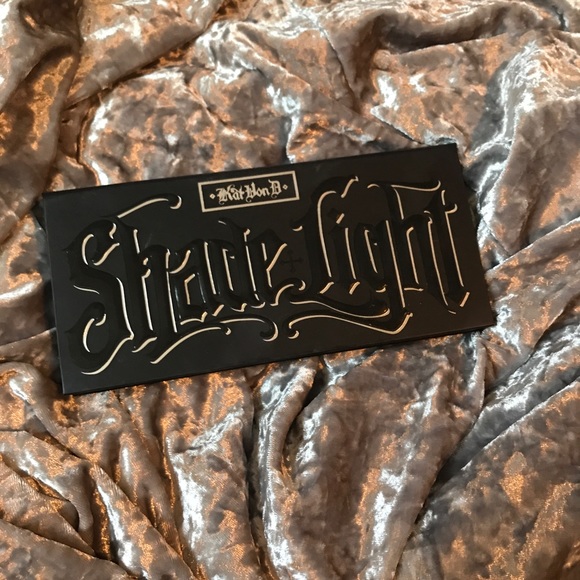 • Kat Von D •
Shade + Light